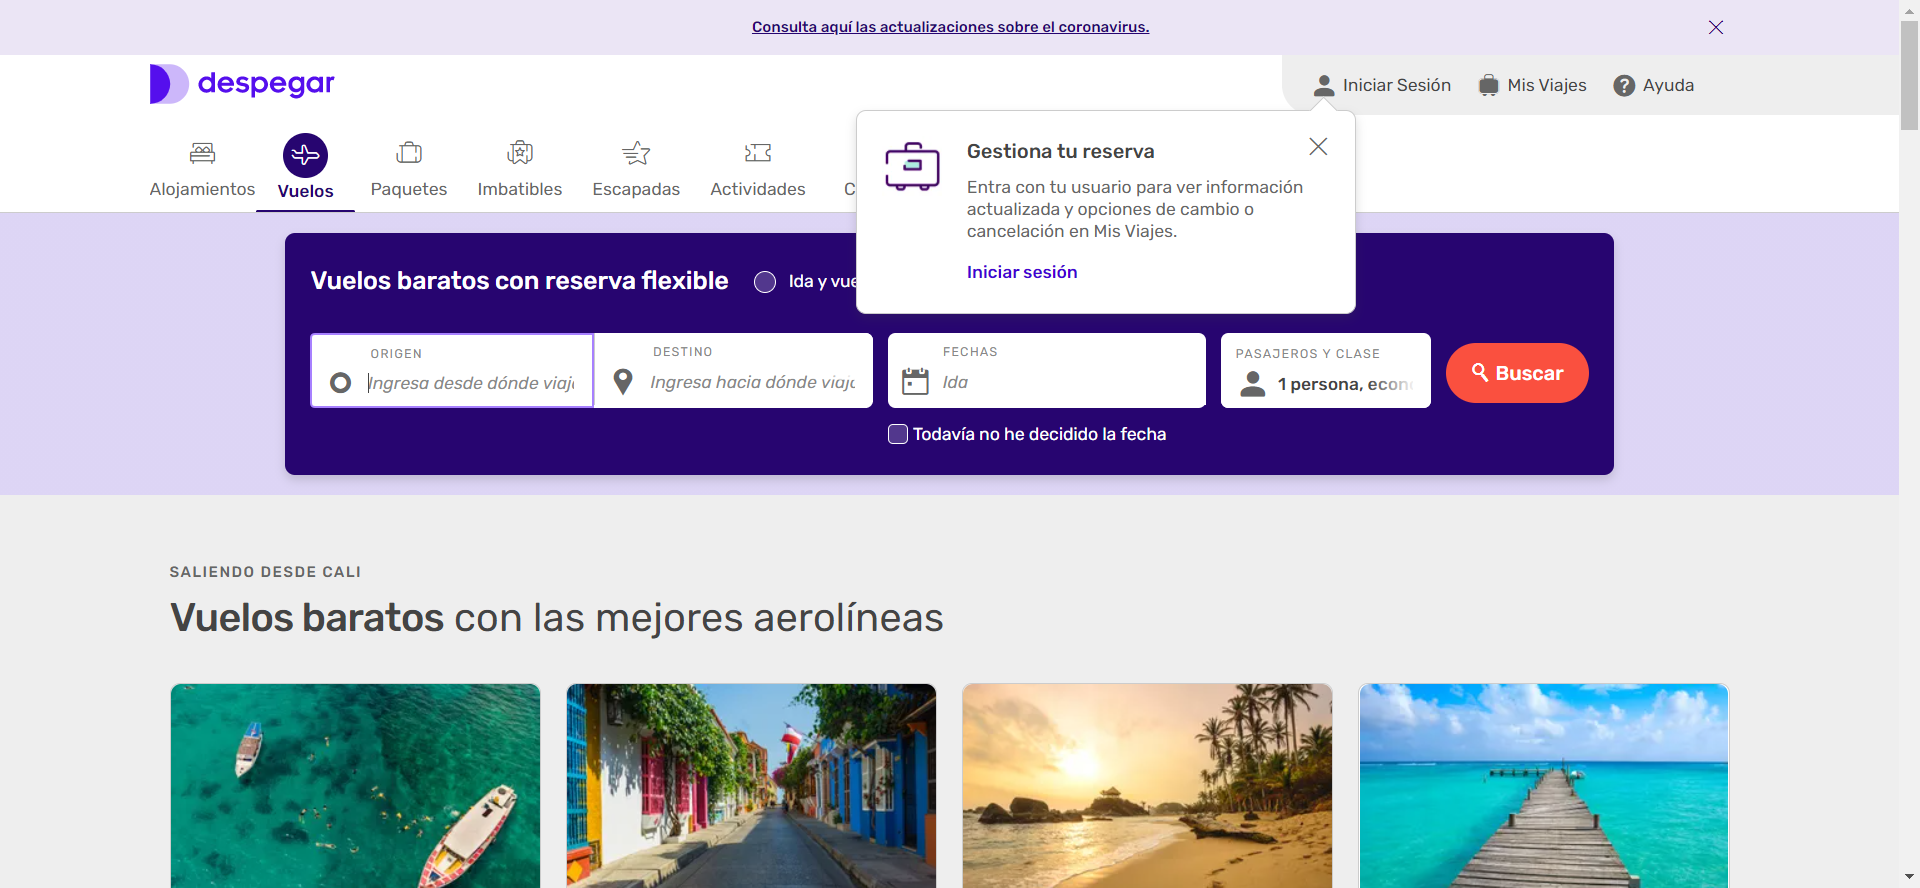 Consulta aquí las actualizaciones sobre el coronavirus.
despegar
Iniciar Sesión
Mis Viajes
Ayuda
Alojamientos
Vuelos
Paquetes
Imbatibles
Escapadas
Actividades
C
Gestiona tu reserva
Entra con tu usuario para ver información
actualizada y opciones de cambio o
cancelación en Mis Viajes.
Iniciar sesión
Vuelos baratos con reserva flexible
Ida y vue
ORIGEN
Ingresa desde dónde viaj
DESTINO
Ingresa hacia dónde viaj
FECHAS
Ida
PASAJEROS Y CLASE
1 persona, econ
Buscar
Todavía no he decidido la fecha
SALIENDO DESDE CALI
Vuelos baratos con las mejores aerolíneas